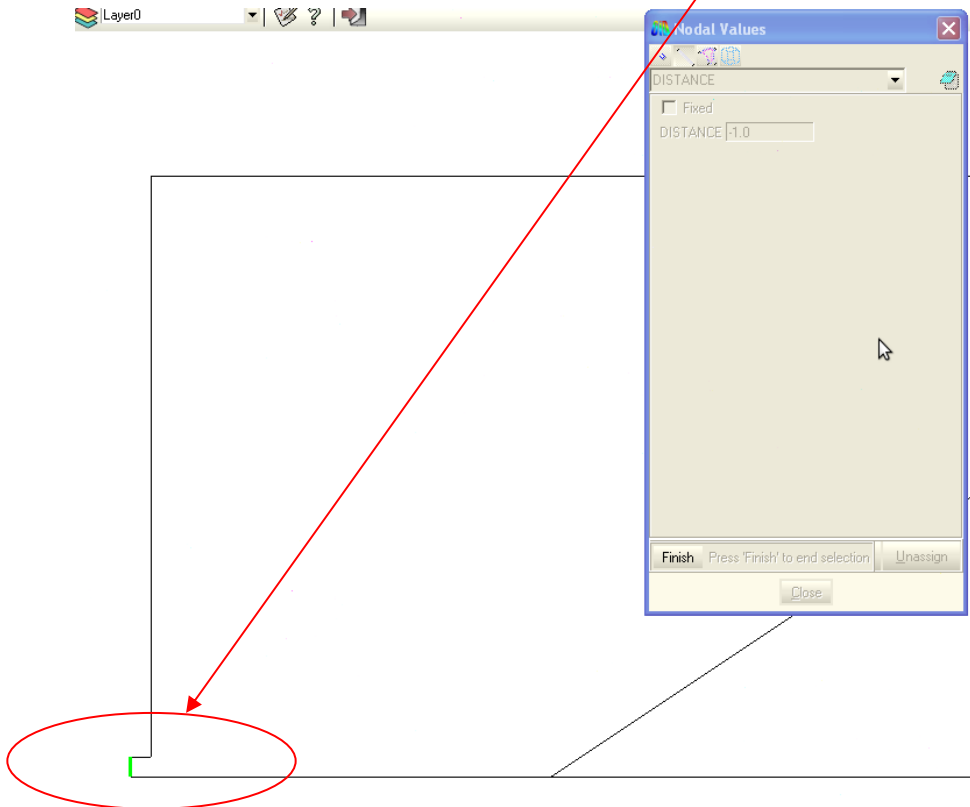 Layer0
Nodal Values
DISTANCE
Fixed
DISTANCE -1.0
Finish Press 'Finish' to end selection Unassign
Close